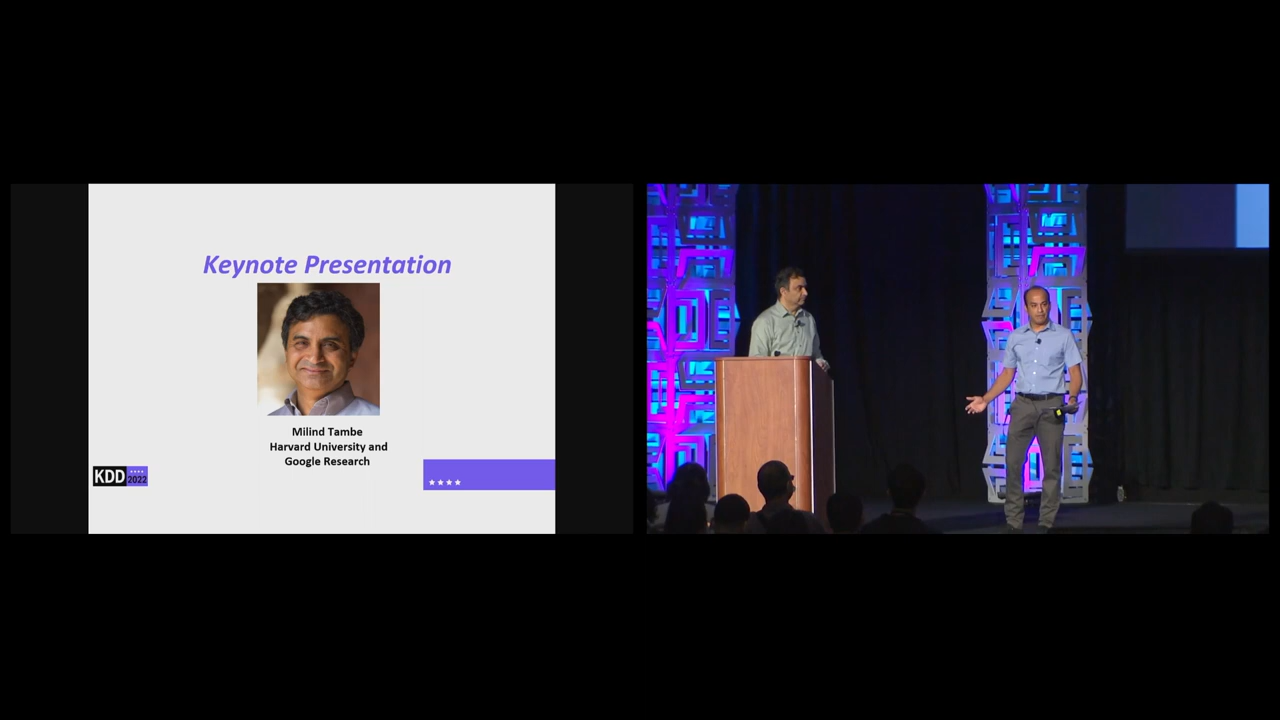 Keynote Presentation
Milind Tambe
Harvard University and
Google Research
KDD
2022